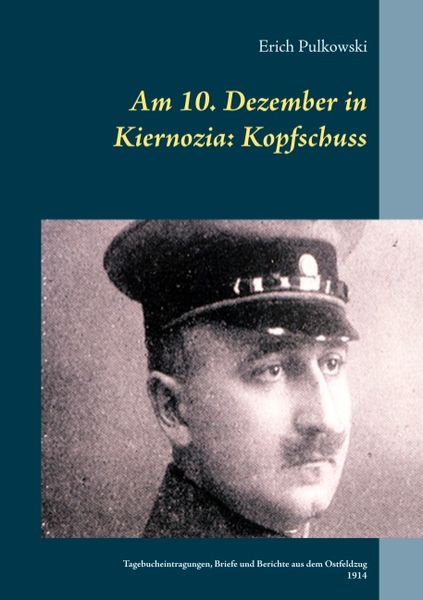 Erich Pulkowski
Am 10. Dezember in
Kiernozia: Kopfschuss
Tagebucheintragungen, Briefe und Berichte aus dem Ostfeldzug
1914